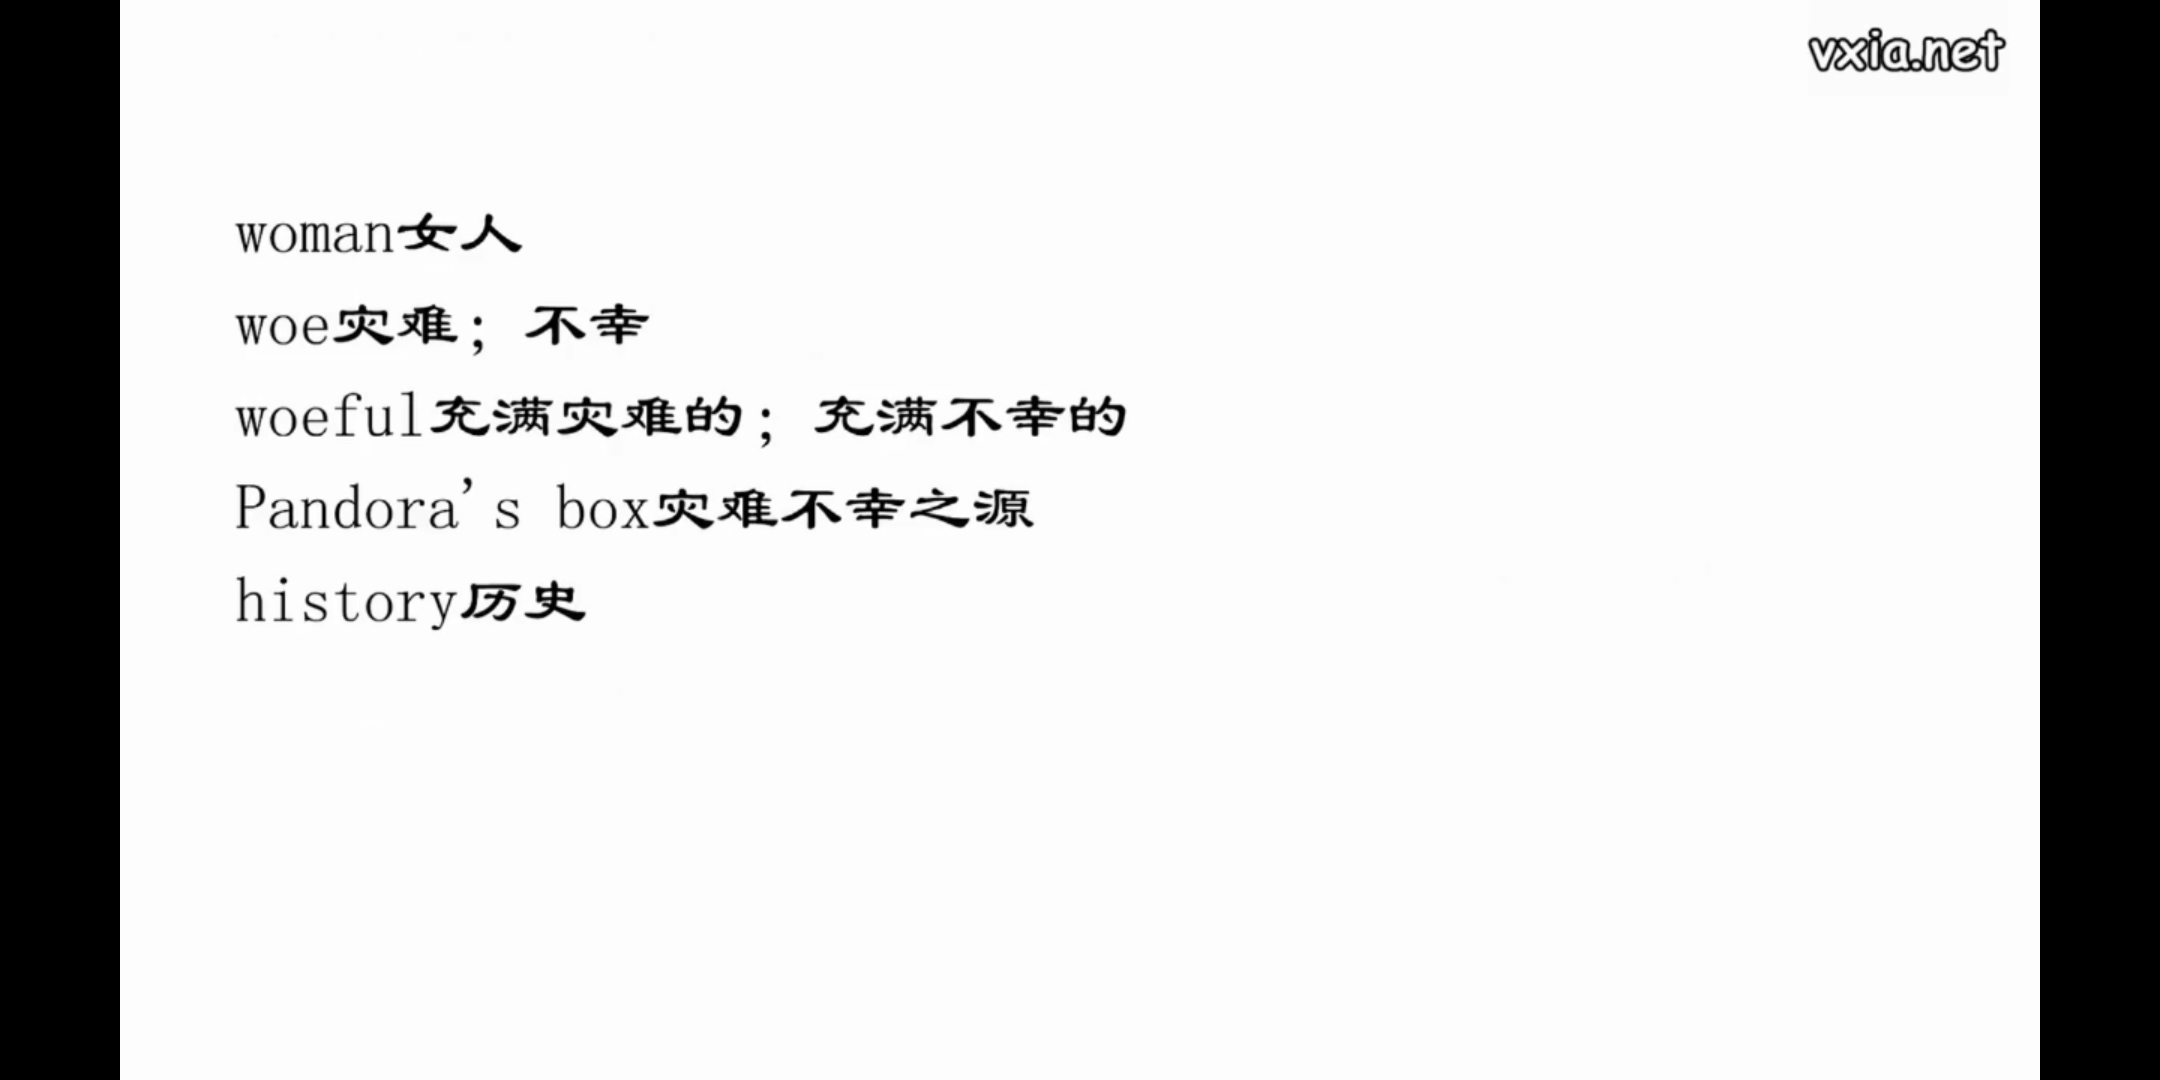 vxia.net
woman女人
woe灾难；不幸
woeful充满灾难的；充满不幸的
Pandora's box灾难不幸之源
history历史